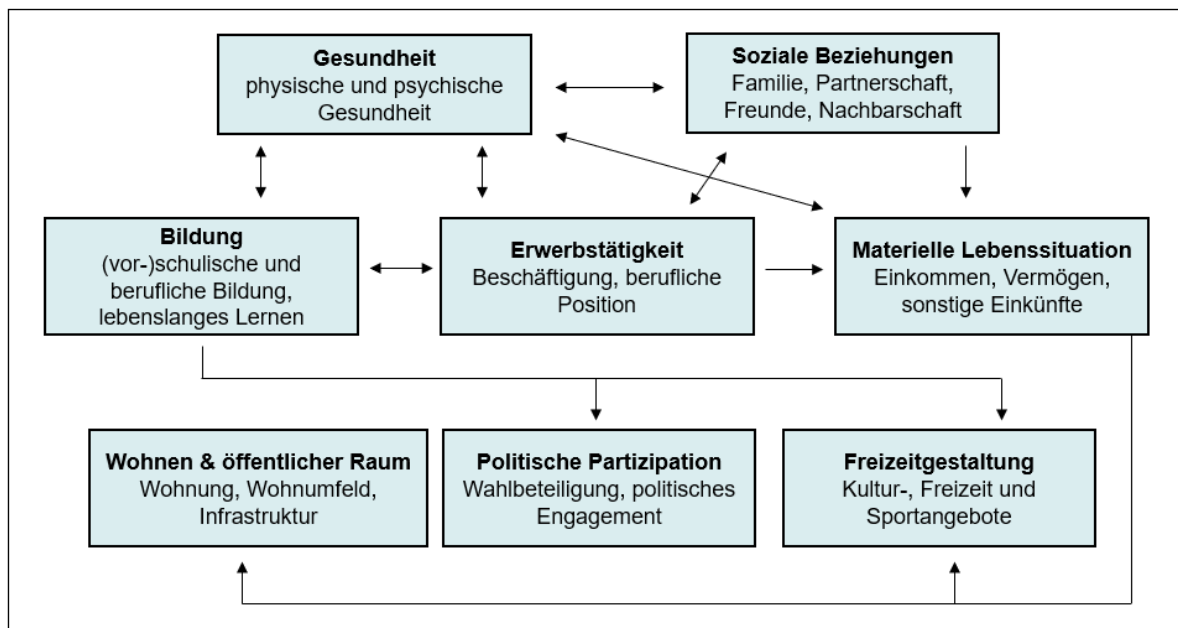 Gesundheit
physische und psychische
Gesundheit
Soziale Beziehungen
Familie, Partnerschaft,
Freunde, Nachbarschaft
Bildung
(vor-)schulische und
berufliche Bildung,
lebenslanges Lernen
Erwerbstätigkeit
Beschäftigung, berufliche
Position
Materielle Lebenssituation
Einkommen, Vermögen,
sonstige Einkünfte
Wohnen & öffentlicher Raum
Wohnung, Wohnumfeld,
Infrastruktur
Politische Partizipation
Wahlbeteiligung, politisches
Engagement
Freizeitgestaltung
Kultur-, Freizeit und
Sportangebote